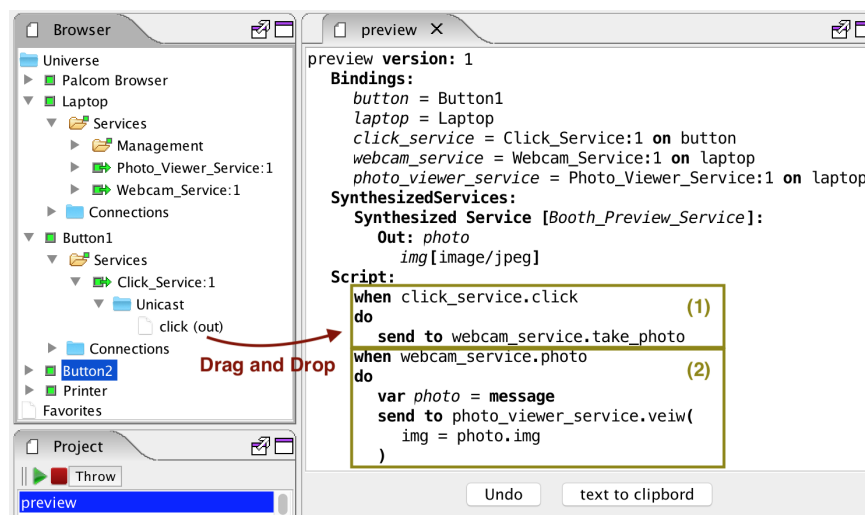 Browser
Universe
Palcom Browser
Laptop
Services
Management
Photo_Viewer_Service:1
Webcam_Service:1
Connections
Button1
Services
Click_Service:1
Unicast
click (out)
Connections
Button2
Printer
Favorites
Drag and Drop
Project
Throw
preview
preview X
preview version: 1
Bindings:
button = Button1
laptop = Laptop
click_service = Click_Service:1 on button
webcam_service = Webcam_Service:1 on laptop
photo_viewer_service = Photo_Viewer_Service:1 on laptop
SynthesizedServices:
Synthesized Service [Booth_Preview_Service]:
Out: photo
img[image/jpeg]
Script:
when click_service.click (1)
do
send to webcam_service.take_photo
when webcam_service.photo (2)
do
var photo = message
send to photo_viewer_service.veiw(
img = photo.img
)
Undo text to clipbord